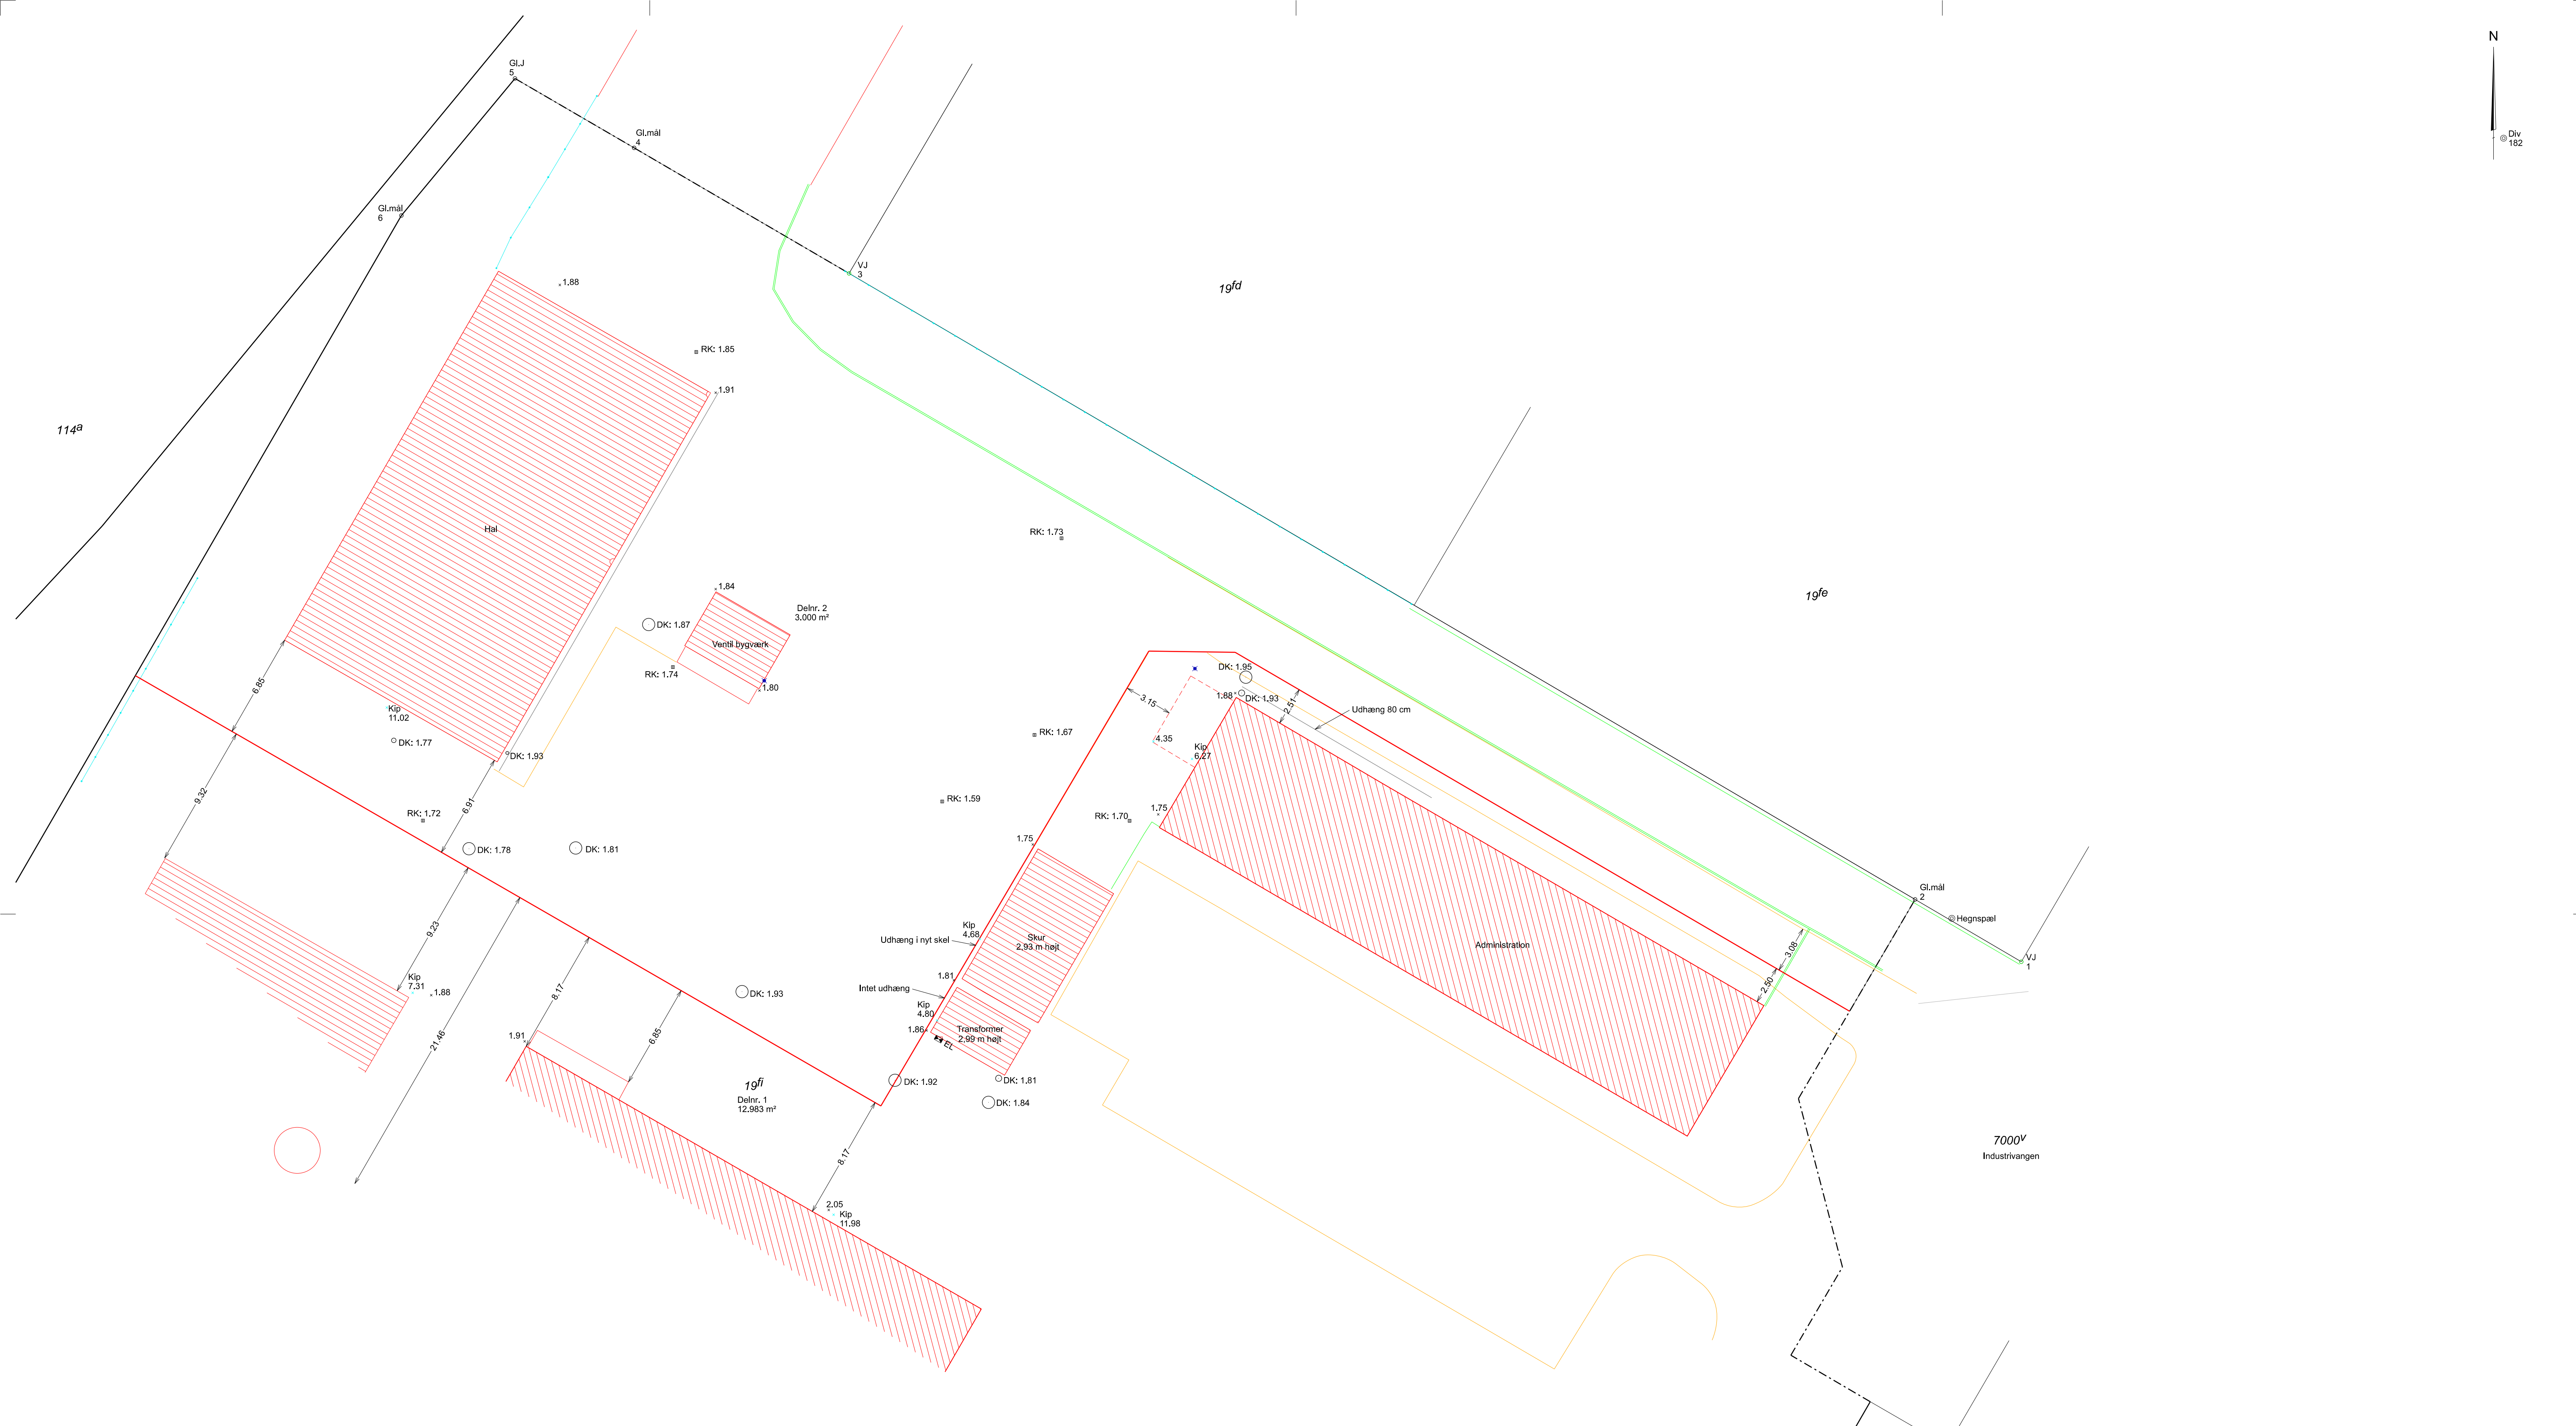 N
Div
182
Gl.J
5
Gl.mål
4
Gl.mål
6
VJ
3
19fd
1.88
RK: 1.85
1.91
114a
Hal
RK: 1.73
19fe
1.84
Delnr. 2
3.000 m²
DK: 1.87
Ventil bygværk
RK: 1.74
1.80
6.85
Kip
11.02
DK: 1.77
DK: 1.93
DK: 1.95
1.88
DK: 1.93
2.51
Udhæng 80 cm
3.15
4.35
Kip
6.27
RK: 1.67
9.32
6.91
RK: 1.59
RK: 1.72
RK: 1.70
1.75
1.75
DK: 1.78
DK: 1.81
Gl.mål
2
Hegnspæl
VJ
1
9.23
Kip
4.68
Udhæng i nyt skel
Skur
2,93 m højt
Administration
3.08
2.50
Kip
7.31
1.88
1.81
Intet udhæng
8.17
DK: 1.93
Kip
4.80
1.86
Transformer
2,99 m højt
EL
21.46
1.91
6.85
19fi
Delnr. 1
12.983 m²
DK: 1.92
DK: 1.81
DK: 1.84
8.17
7000v
Industrivangen
2.05
Kip
11.98